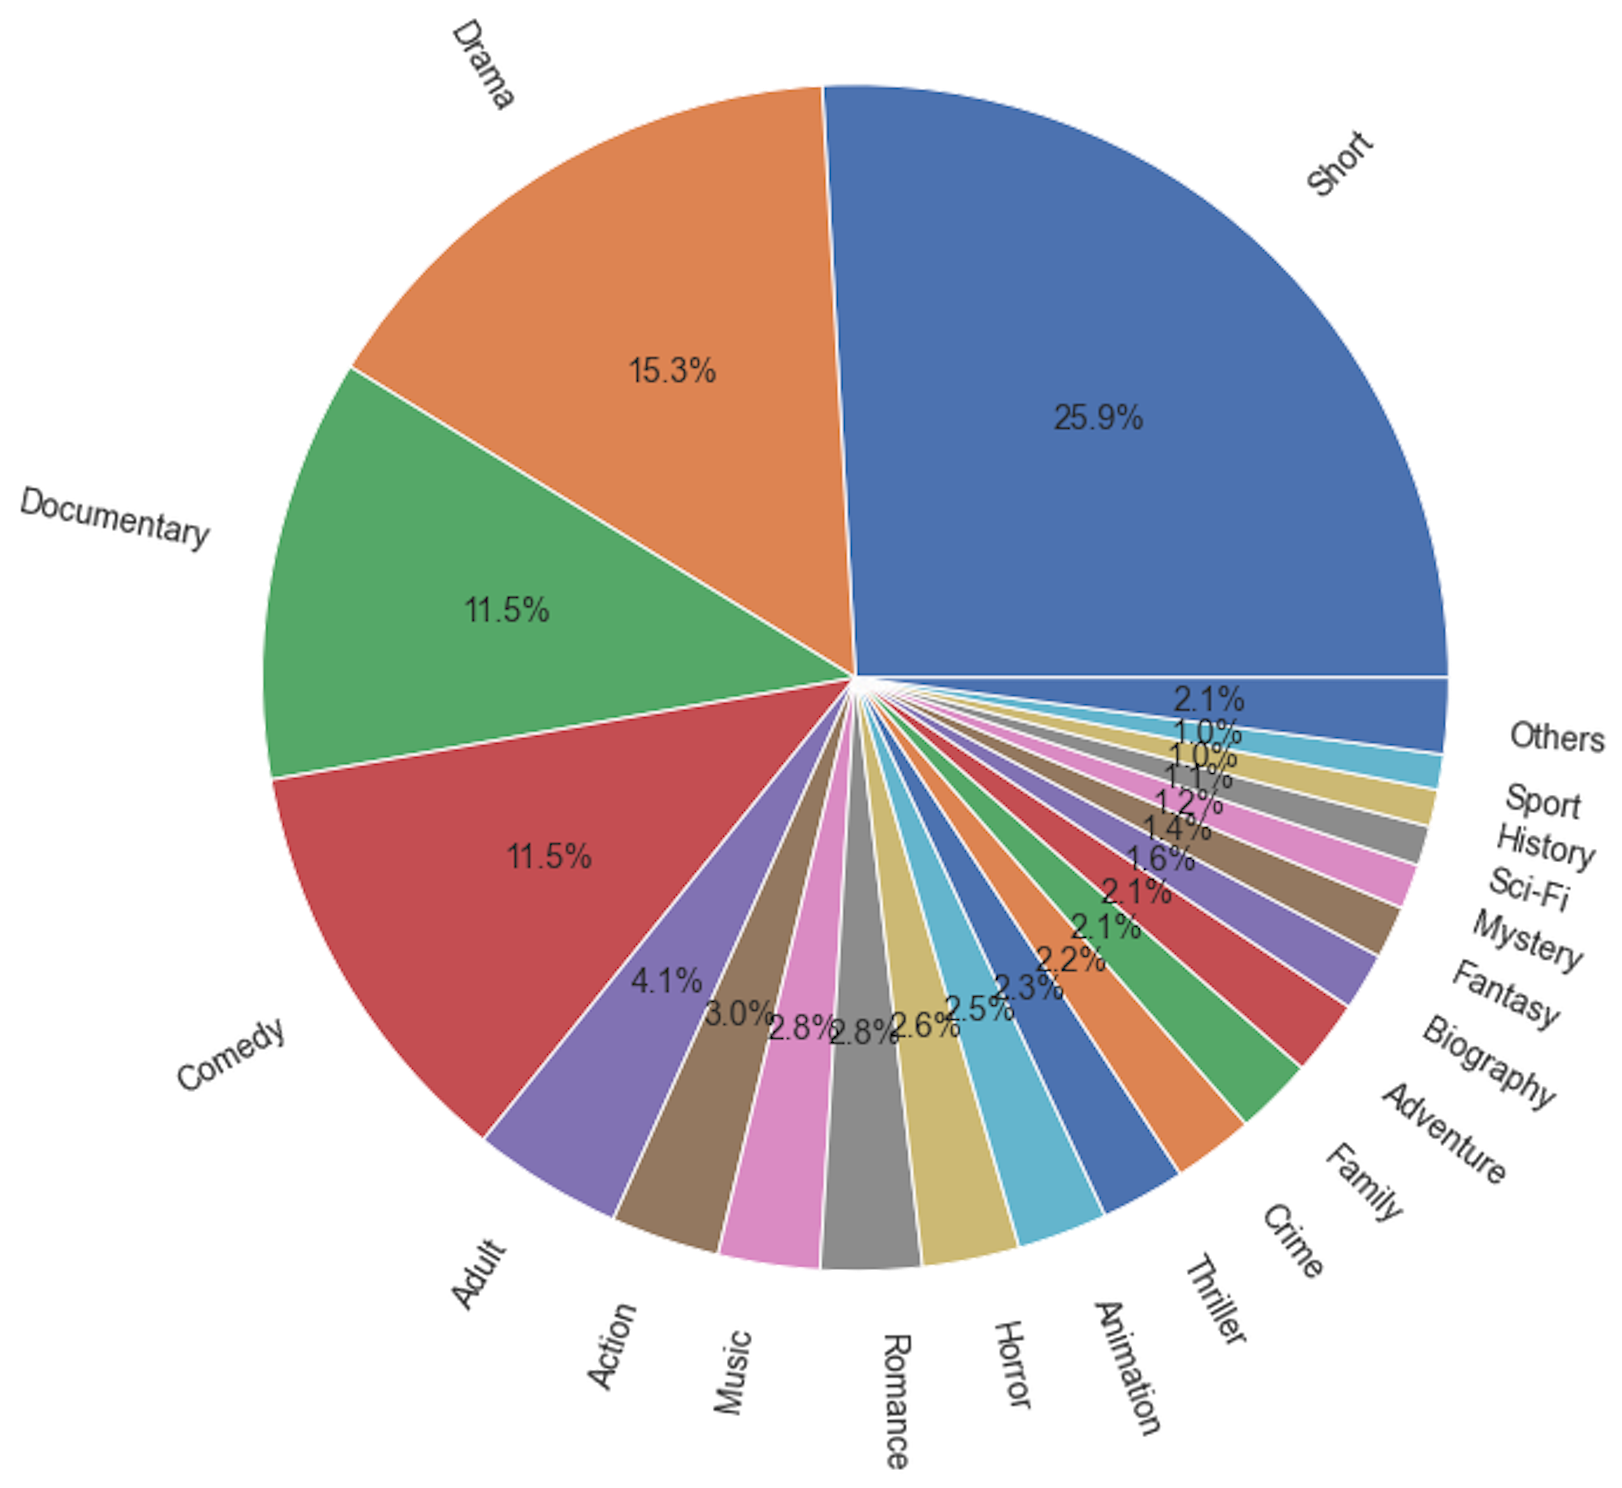 Short
25.9%
Drama
15.3%
Documentary
11.5%
Comedy
11.5%
Adult
4.1%
Action
3.0%
Music
2.8%
Romance
2.8%
Horror
2.6%
Animation
2.5%
Thriller
2.3%
Crime
2.2%
Family
2.1%
Adventure
2.1%
Biography
1.6%
Fantasy
1.4%
Mystery
1.2%
Sci-Fi
1.1%
History
1.0%
Sport
1.0%
Others
2.1%